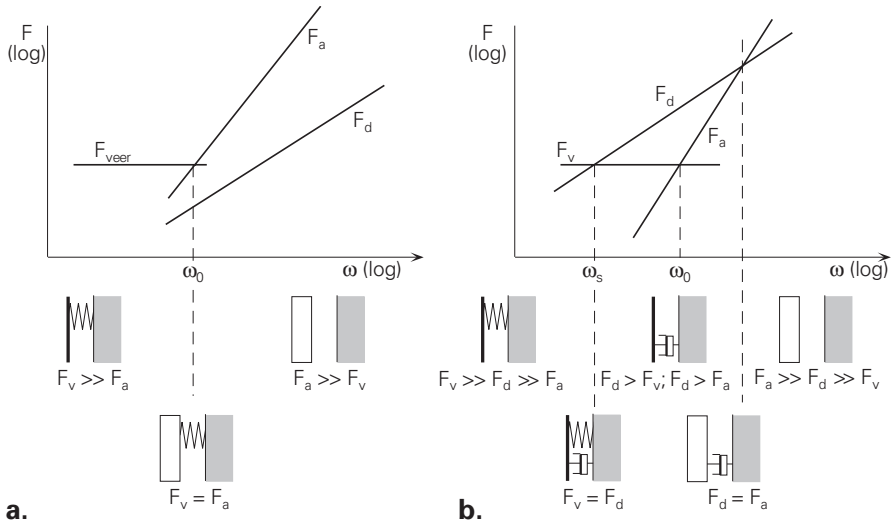 F
(log)
F_a
F_d
F_veer
ω_0
ω (log)
F_v >> F_a
F_a >> F_v
F_v = F_a
a.
F
(log)
F_d
F_a
F_v
ω_s
ω_0
ω (log)
F_v >> F_d >> F_a
F_d > F_v; F_d > F_a
F_a >> F_d >> F_v
F_v = F_d
F_d = F_a
b.